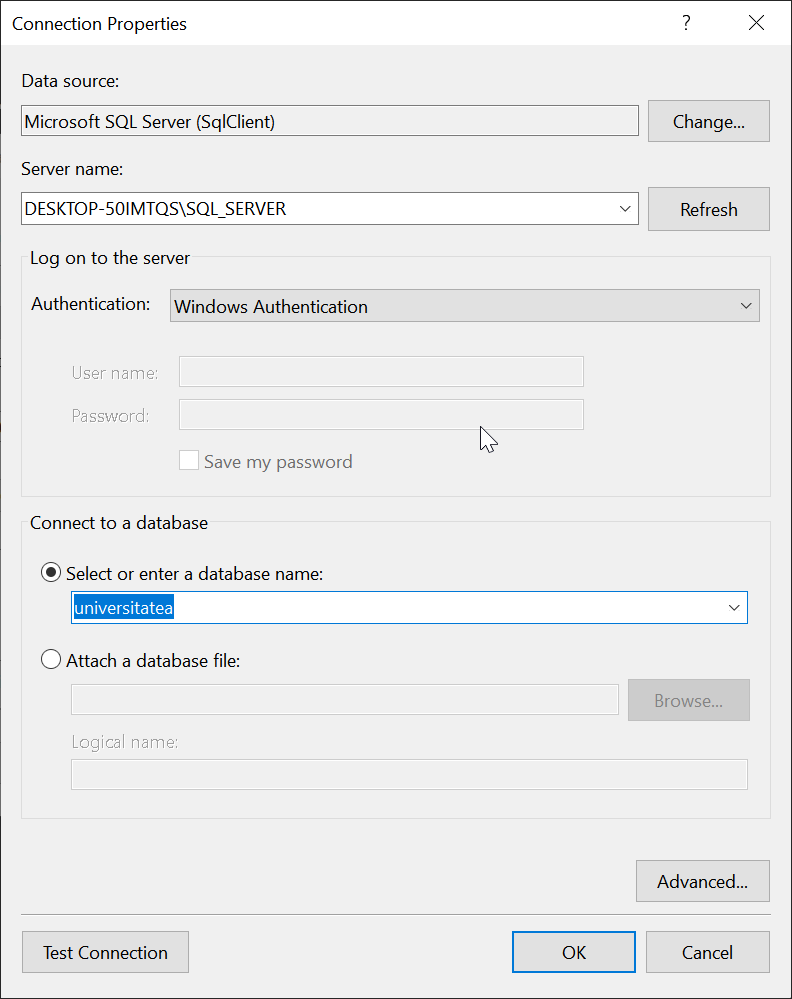 Connection Properties
?
Data source:
Microsoft SQL Server (SqlClient)
Change...
Server name:
DESKTOP-50IMTQS\SQL_SERVER
Refresh
Log on to the server
Authentication:
Windows Authentication
User name:
Password:
Save my password
Connect to a database
Select or enter a database name:
universitatea
Attach a database file:
Browse...
Logical name:
Advanced...
Test Connection
OK
Cancel